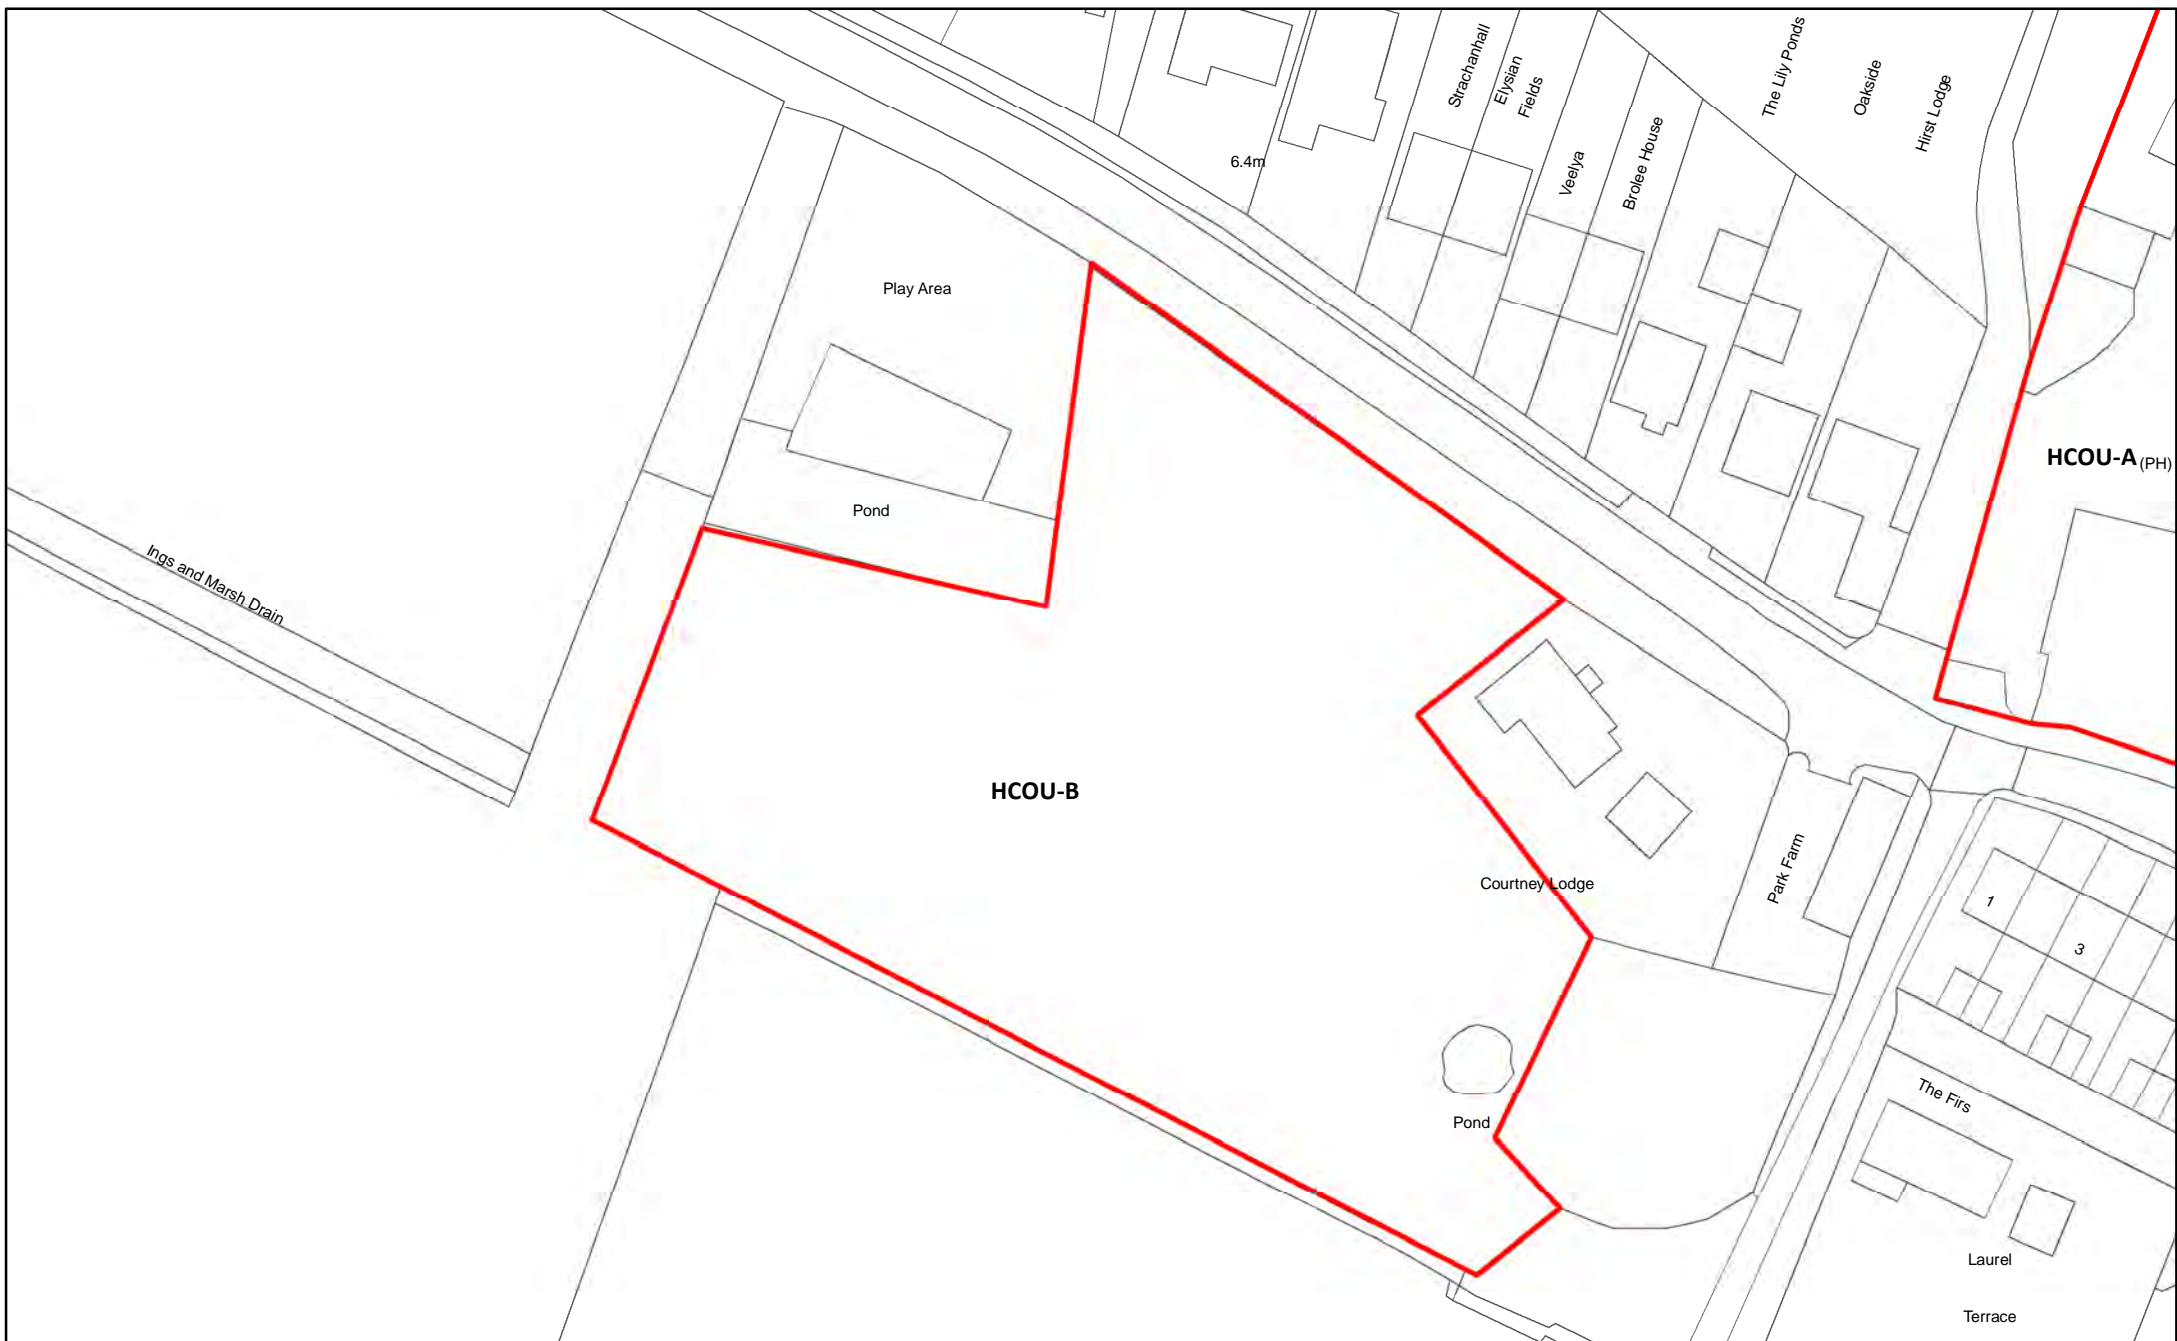 Strachanhall
Elysian
Fields
The Lily Ponds
Oakside
Hirst Lodge
6.4m
Veelya
Brolee House
Play Area
HCOU-A (PH)
Pond
Ings and Marsh Drain
HCOU-B
Courtney Lodge
Park Farm
1
3
Pond
The Firs
Laurel
Terrace